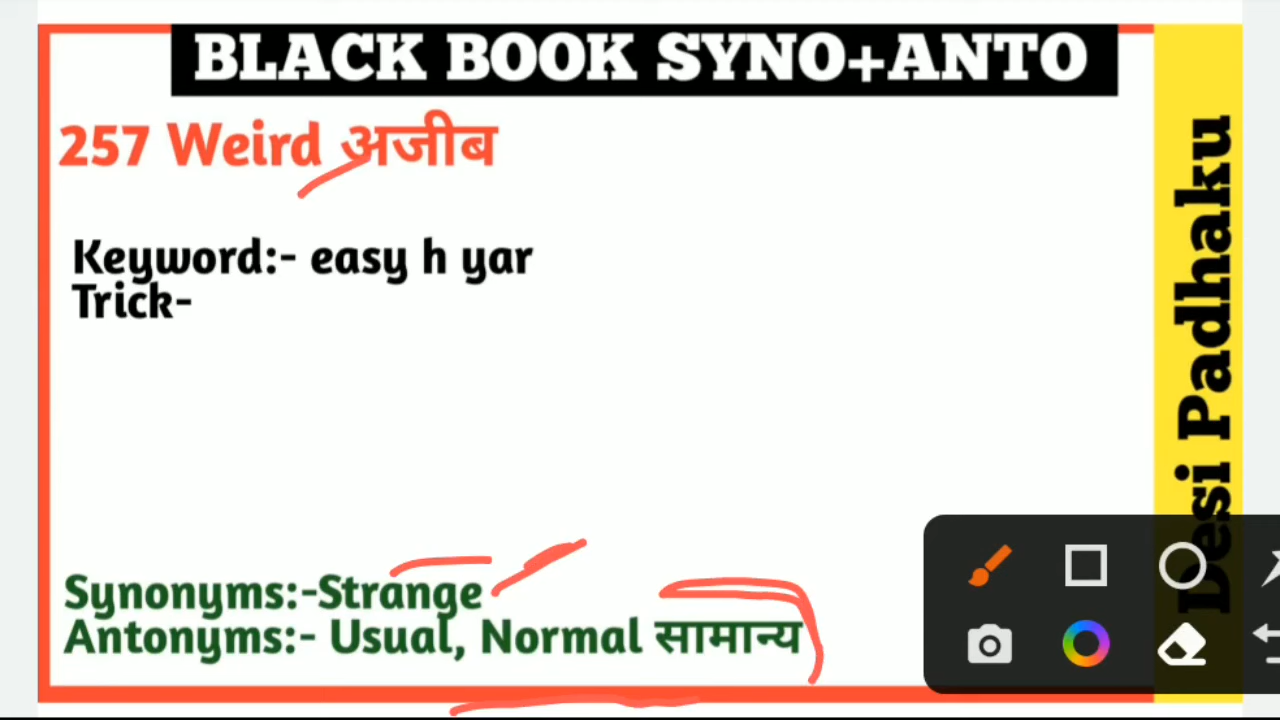 BLACK BOOK SYNO+ANTO
257 Weird अजीब
Keyword:- easy h yar
Trick-
Synonyms:-Strange
Antonyms:- Usual, Normal सामान्य
Desi Padhaku